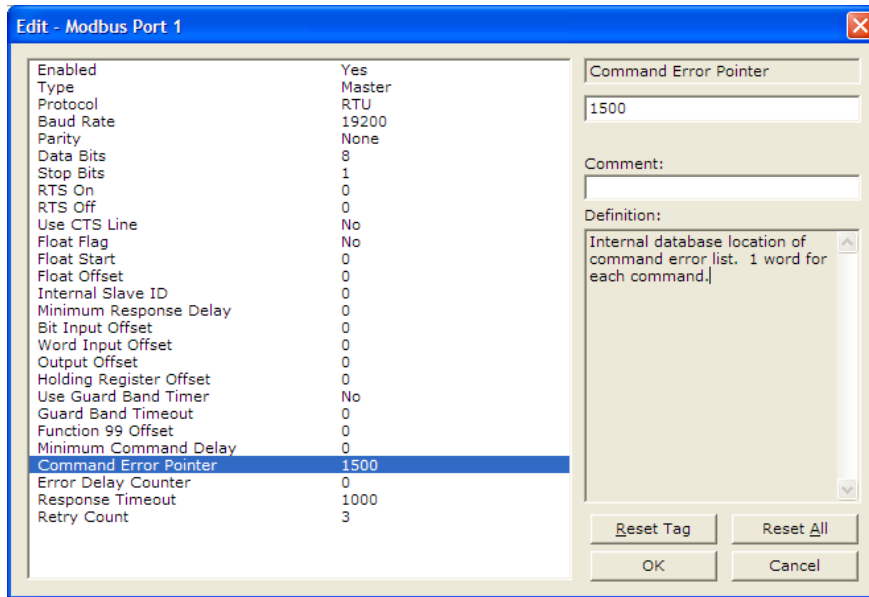 Edit - Modbus Port 1
Enabled Yes
Type Master
Protocol RTU
Baud Rate 19200
Parity None
Data Bits 8
Stop Bits 1
RTS On 0
RTS Off 0
Use CTS Line No
Float Flag No
Float Start 0
Float Offset 0
Internal Slave ID 0
Minimum Response Delay 0
Bit Input Offset 0
Word Input Offset 0
Output Offset 0
Holding Register Offset 0
Use Guard Band Timer No
Guard Band Timeout 0
Function 99 Offset 0
Minimum Command Delay 0
Command Error Pointer 1500
Error Delay Counter 0
Response Timeout 1000
Retry Count 3
Command Error Pointer
1500
Comment:
Definition:
Internal database location of
command error list. 1 word for
each command.
Reset Tag Reset All
OK Cancel